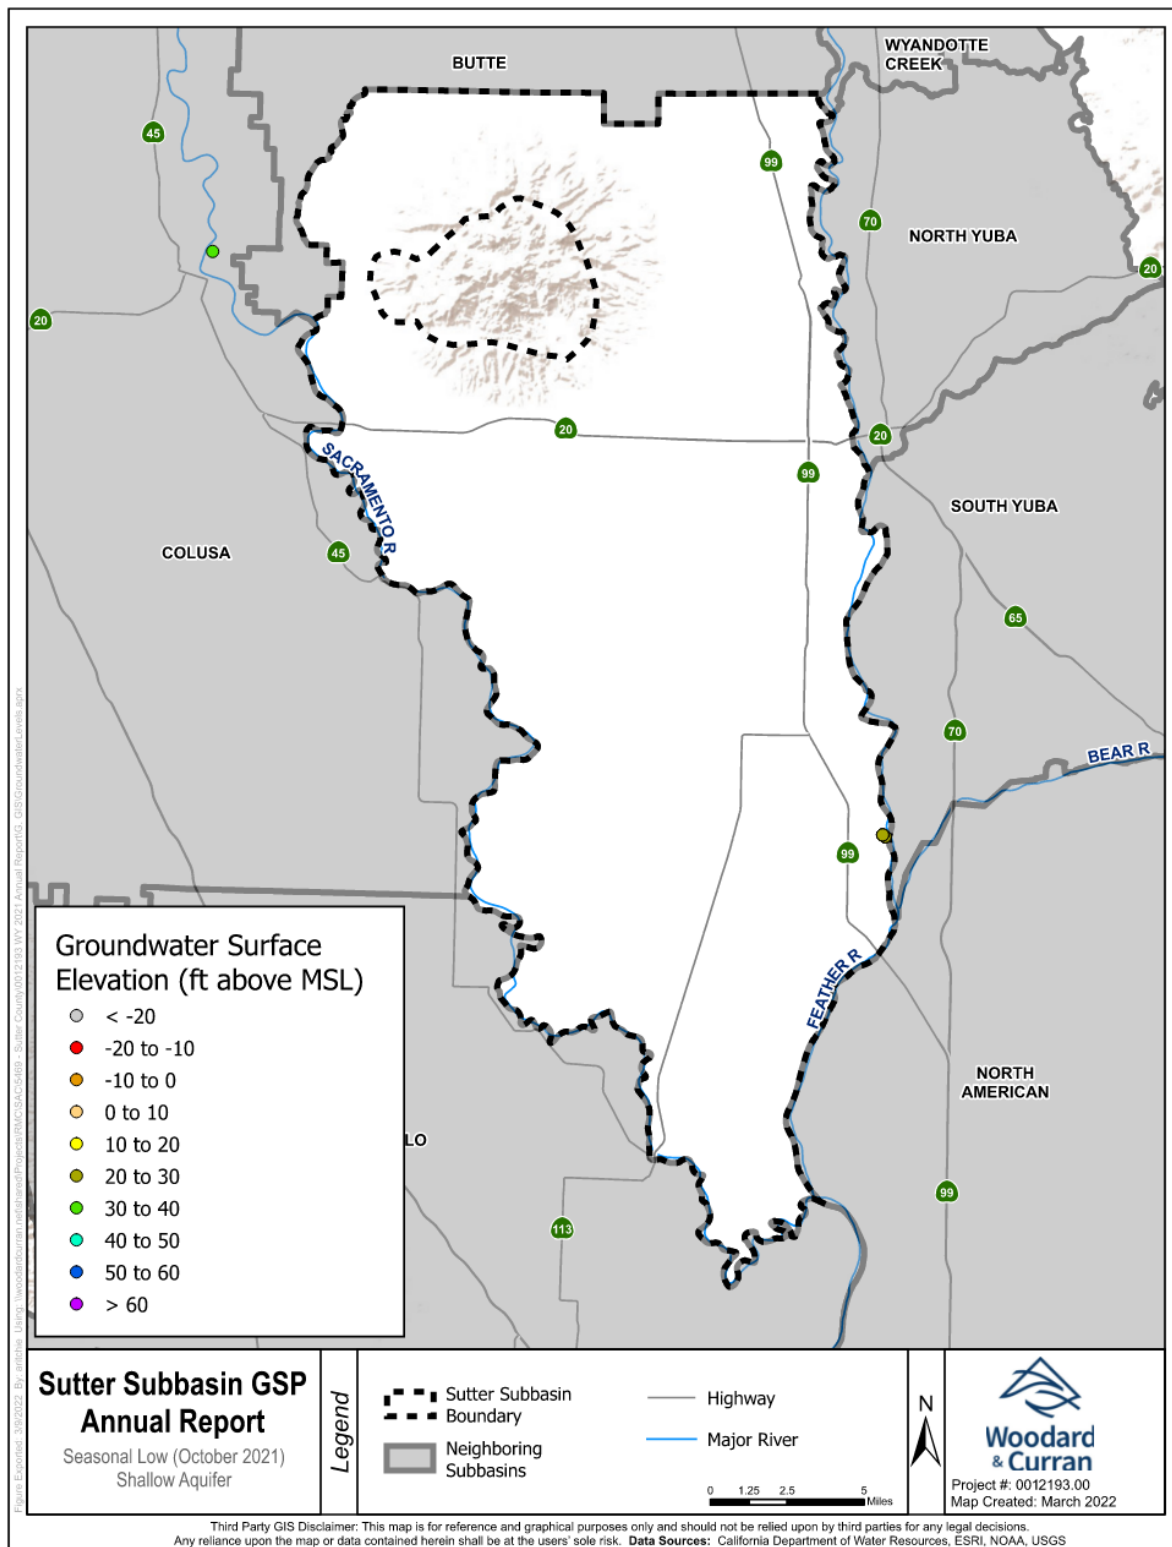 BUTTE
WYANDOTTE
CREEK
45
99
70
NORTH YUBA
20
20
20
20
99
SACRAMENTO R
SOUTH YUBA
COLUSA
45
65
70
BEAR R
99
FEATHER R
NORTH
AMERICAN
LO
99
113
Groundwater Surface
Elevation (ft above MSL)
< -20
-20 to -10
-10 to 0
0 to 10
10 to 20
20 to 30
30 to 40
40 to 50
50 to 60
> 60
Sutter Subbasin GSP
Annual Report
Seasonal Low (October 2021)
Shallow Aquifer
Legend
Sutter Subbasin
Boundary
Neighboring
Subbasins
Highway
Major River
0 1.25 2.5 5
Miles
N
Woodard
& Curran
Project #: 0012193.00
Map Created: March 2022
Third Party GIS Disclaimer: This map is for reference and graphical purposes only and should not be relied upon by third parties for any legal decisions.
Any reliance upon the map or data contained herein shall be at the users' sole risk. Data Sources: California Department of Water Resources, ESRI, NOAA, USGS